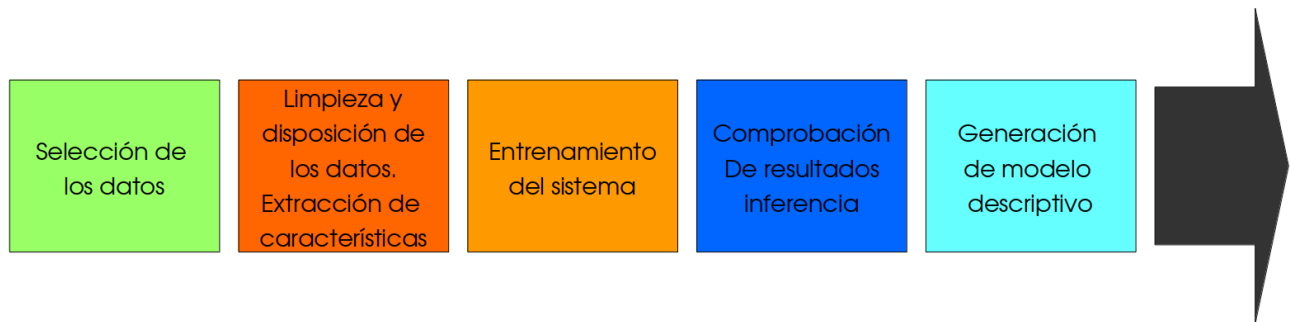 Selección de
los datos
Limpieza y
disposición de
los datos.
Extracción de
características
Entrenamiento
del sistema
Comprobación
De resultados
inferencia
Generación
de modelo
descriptivo